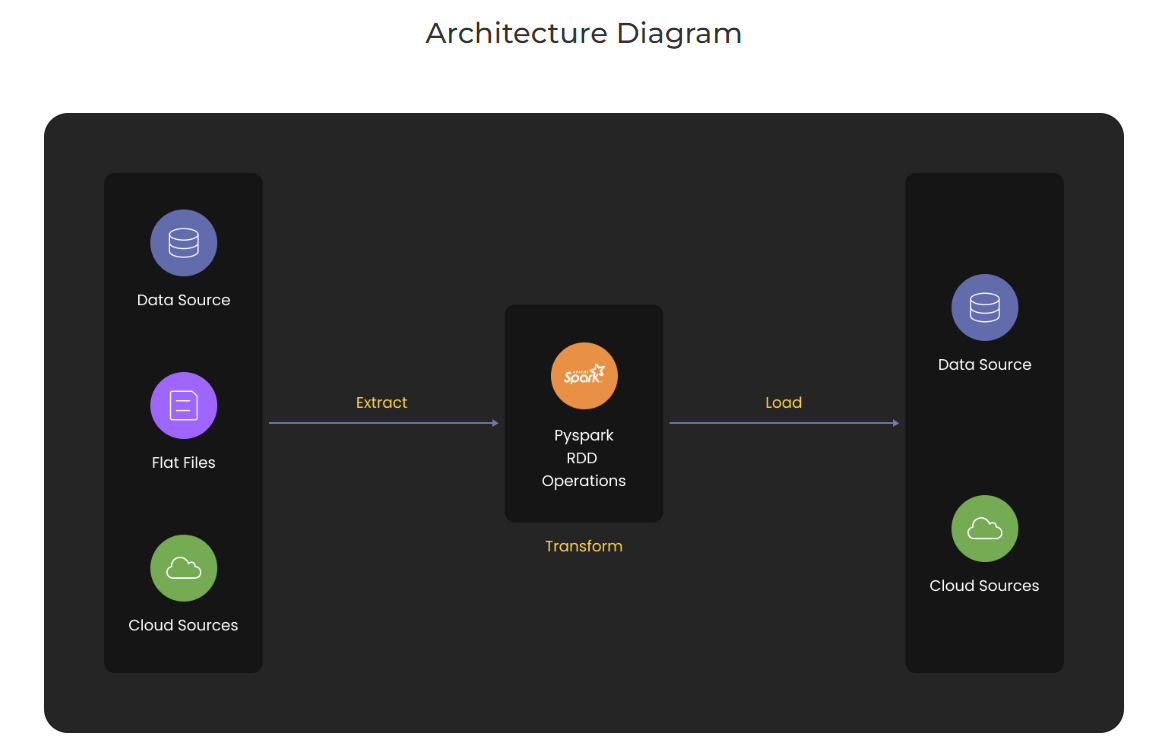 Architecture Diagram
Data Source
Flat Files
Cloud Sources
Extract
APACHE
Spark
Pyspark
RDD
Operations
Transform
Load
Data Source
Cloud Sources